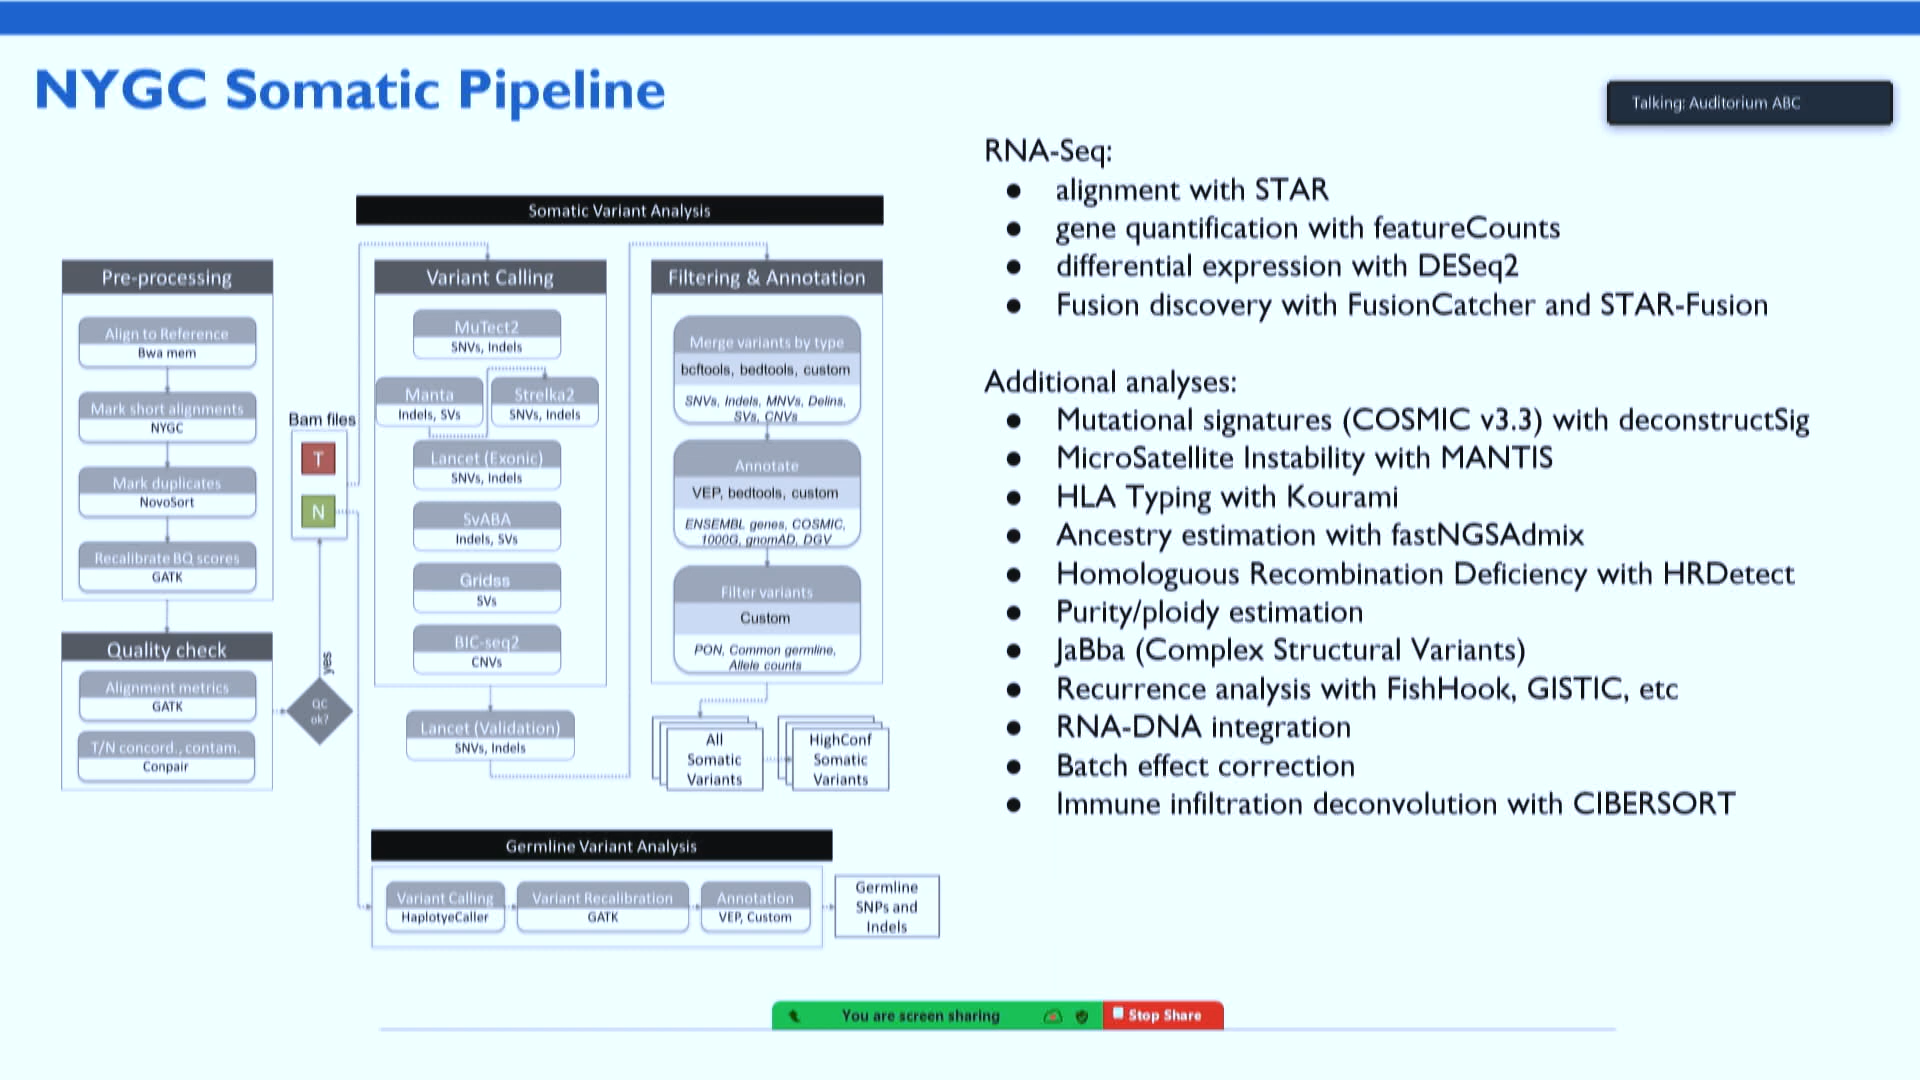 NYGC Somatic Pipeline
Talking: Auditorium ABC
Somatic Variant Analysis
Pre-processing
Align to Reference
Bwa mem
Mark short alignments
NYGC
Mark duplicates
NovoSort
Recalibrate BQ scores
GATK
Quality check
Alignment metrics
GATK
T/N concord., contam.
Conpair
QC
ok?
yes
Bam files
T
N
Variant Calling
MuTect2
SNVs, Indels
Manta
Indels, SVs
Strelka2
SNVs, Indels
Lancet (Exonic)
SNVs, Indels
SvABA
Indels, SVs
Gridss
SVs
BIC-seq2
CNVs
Lancet (Validation)
SNVs, Indels
Filtering & Annotation
Merge variants by type
bcftools, bedtools, custom
SNVs, Indels, MNVs, Delins,
SVs, CNVs
Annotate
VEP, bedtools, custom
ENSEMBL genes, COSMIC,
1000G, gnomAD, DGV
Filter variants
Custom
PON, Common germline,
Allele counts
All
Somatic
Variants
HighConf
Somatic
Variants
Germline Variant Analysis
Variant Calling
HaplotyeCaller
Variant Recalibration
GATK
Annotation
VEP, Custom
Germline
SNPs and
Indels
RNA-Seq:
● alignment with STAR
● gene quantification with featureCounts
● differential expression with DESeq2
● Fusion discovery with FusionCatcher and STAR-Fusion
Additional analyses:
● Mutational signatures (COSMIC v3.3) with deconstructSig
● MicroSatellite Instability with MANTIS
● HLA Typing with Kourami
● Ancestry estimation with fastNGSAdmix
● Homologuous Recombination Deficiency with HRDetect
● Purity/ploidy estimation
● JaBba (Complex Structural Variants)
● Recurrence analysis with FishHook, GISTIC, etc
● RNA-DNA integration
● Batch effect correction
● Immune infiltration deconvolution with CIBERSORT
You are screen sharing
Stop Share